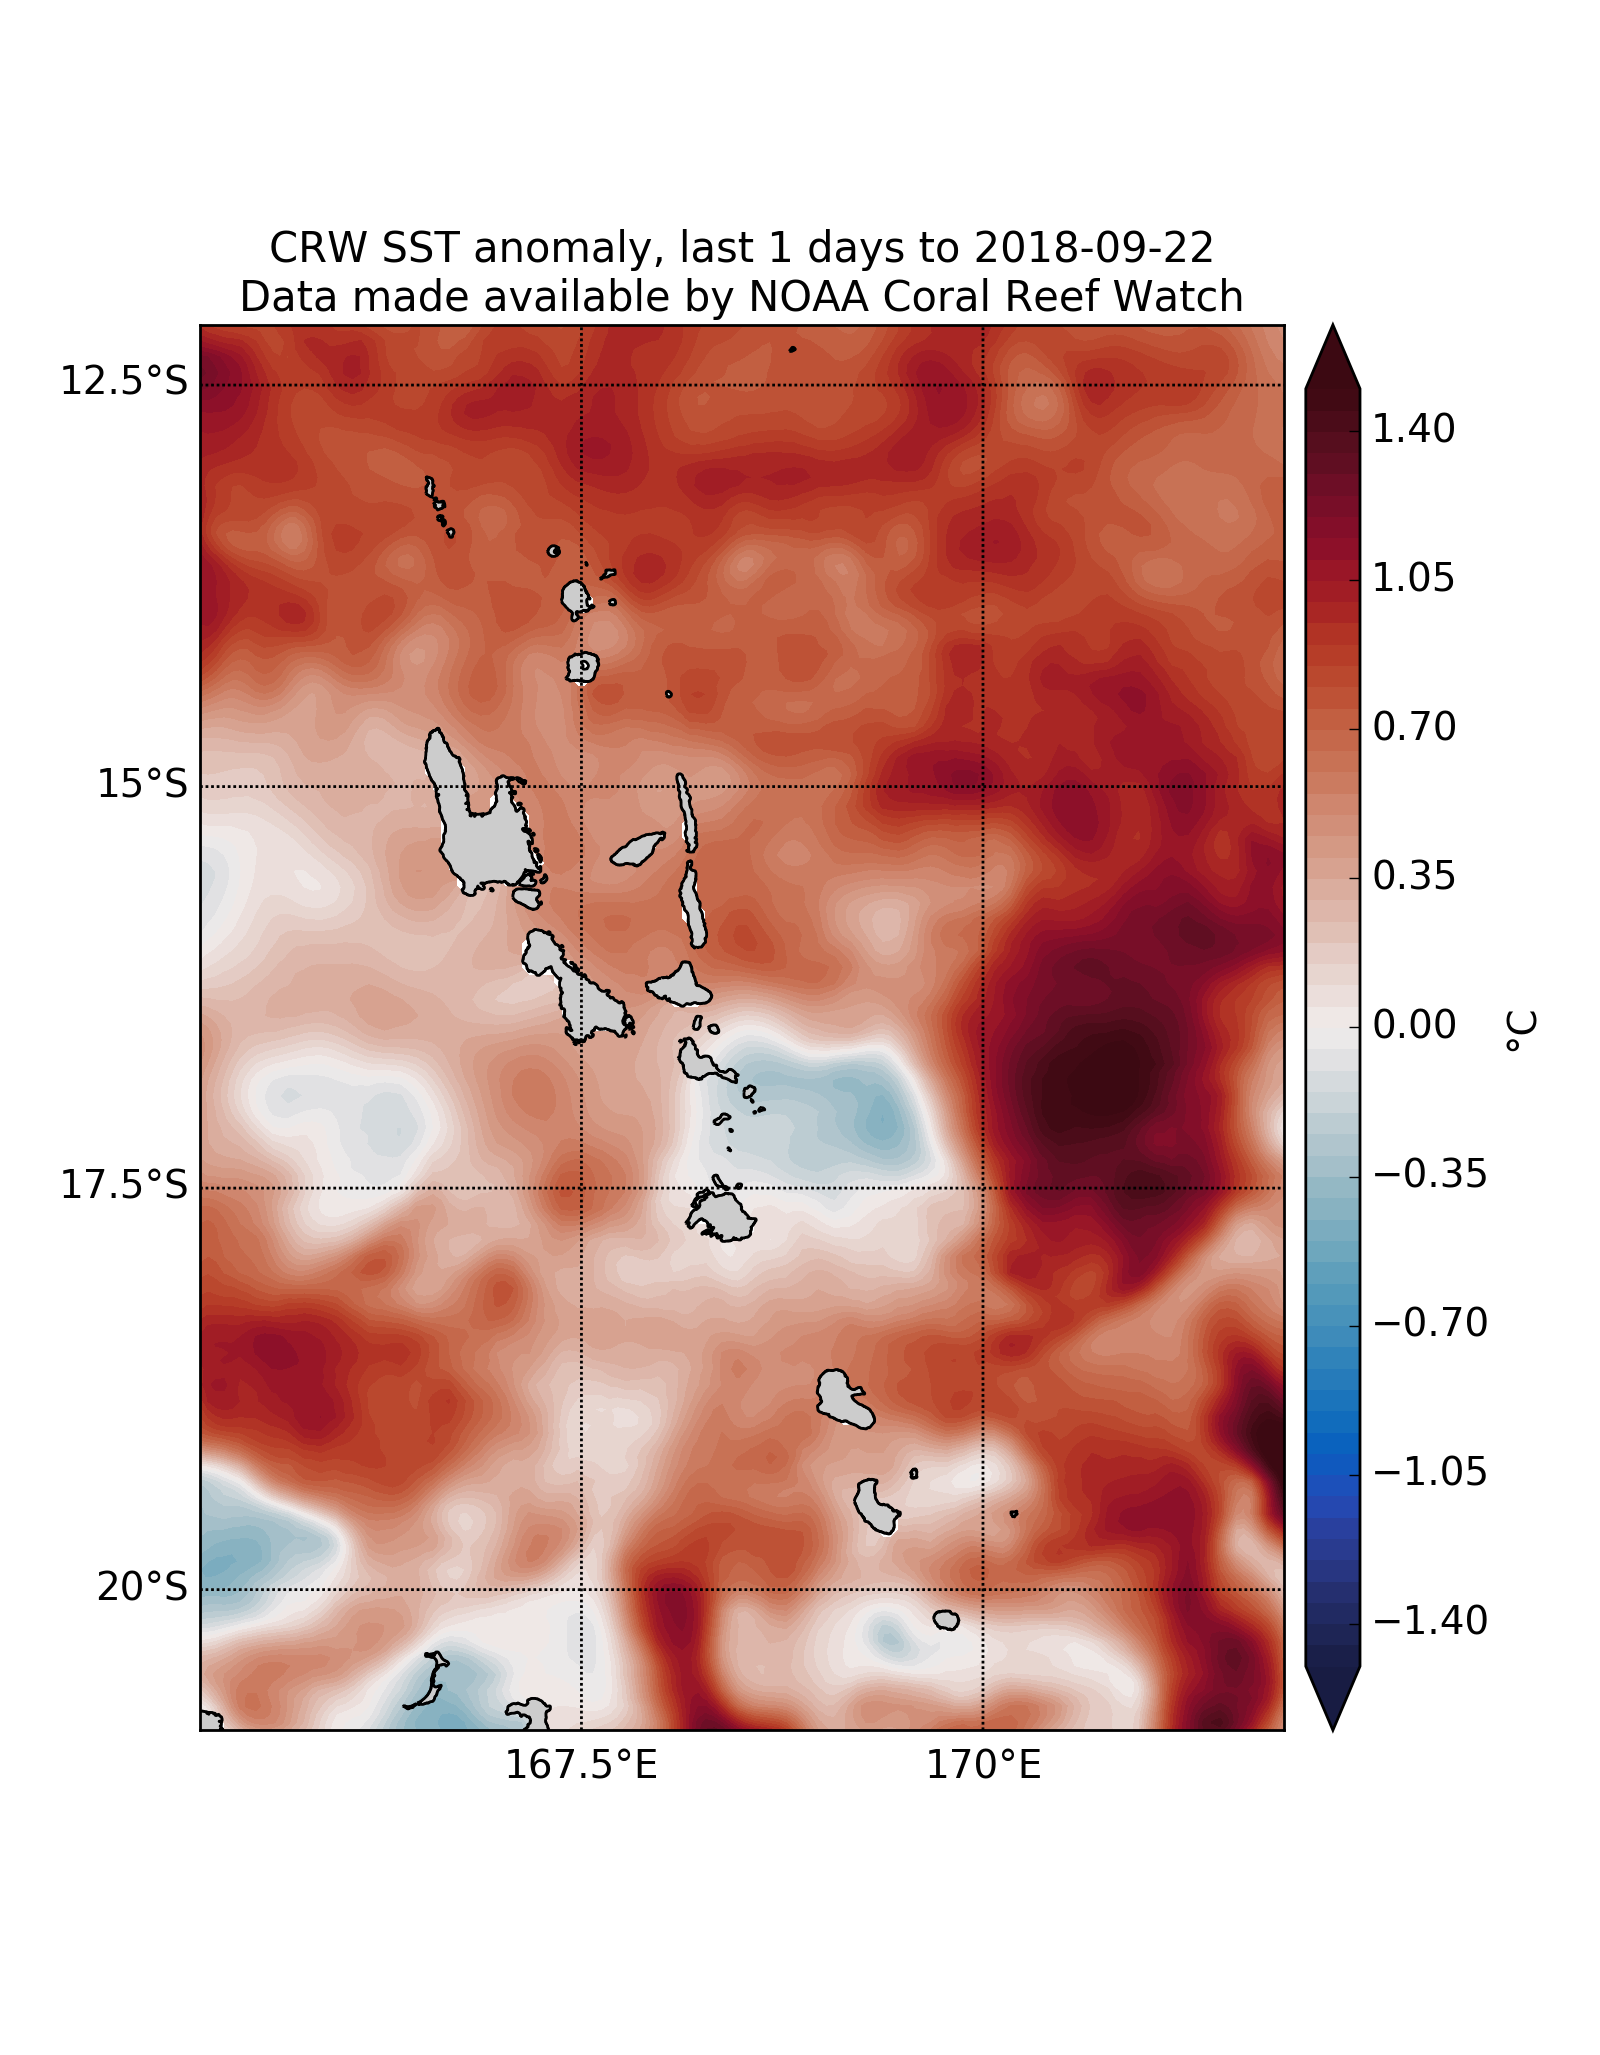 CRW SST anomaly, last 1 days to 2018-09-22
Data made available by NOAA Coral Reef Watch
12.5°S
15°S
17.5°S
20°S
167.5°E
170°E
1.40
1.05
0.70
0.35
0.00
−0.35
−0.70
−1.05
−1.40
°C